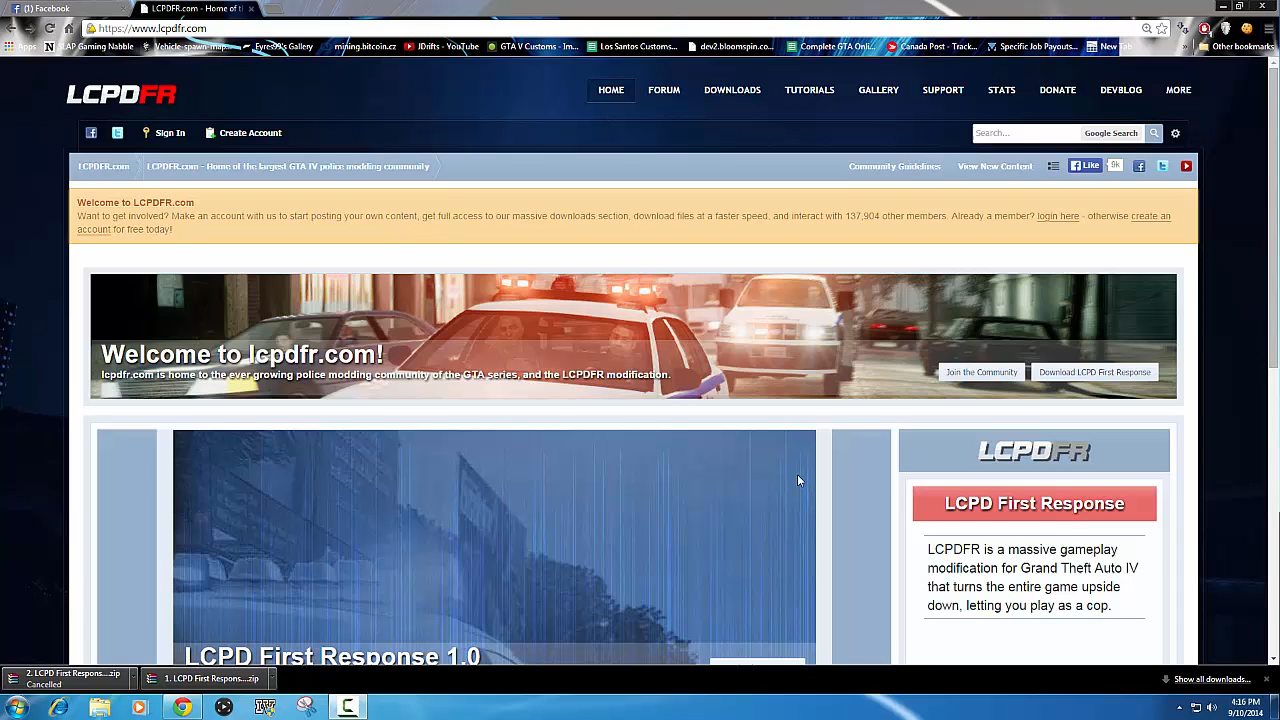 (1) Facebook
LCPDFR.com - Home of tl
https://www.lcpdfr.com
Apps
SLAP Gaming Nabble
Vehicle-spawn-map...
Eyres99's Gallery
mining.bitcoin.cz
JDrifts - YouTube
GTA V Customs - Im...
Los Santos Customs...
dev2.bloomspin.co...
Complete GTA Onli...
Canada Post - Track...
Specific Job Payouts...
New Tab
Other bookmarks
LCPDFR
HOME FORUM DOWNLOADS TUTORIALS GALLERY SUPPORT STATS DONATE DEVBLOG MORE
Sign In Create Account
Search... Google Search
LCPDFR.com
LCPDFR.com - Home of the largest GTA IV police modding community
Community Guidelines View New Content Like 9k
Welcome to LCPDFR.com
Want to get involved? Make an account with us to start posting your own content, get full access to our massive downloads section, download files at a faster speed, and interact with 137,904 other members. Already a member? login here - otherwise create an
account for free today!
Welcome to lcpdfr.com!
lcpdfr.com is home to the ever growing police modding community of the GTA series, and the LCPDFR modification.
Join the Community
Download LCPD First Response
LCPD First Response 1.0
LCPDFR
LCPD First Response
LCPDFR is a massive gameplay
modification for Grand Theft Auto IV
that turns the entire game upside
down, letting you play as a cop.
2. LCPD First Respons....zip
Cancelled
1. LCPD First Respons....zip
Show all downloads...
IV
4:16 PM
9/10/2014